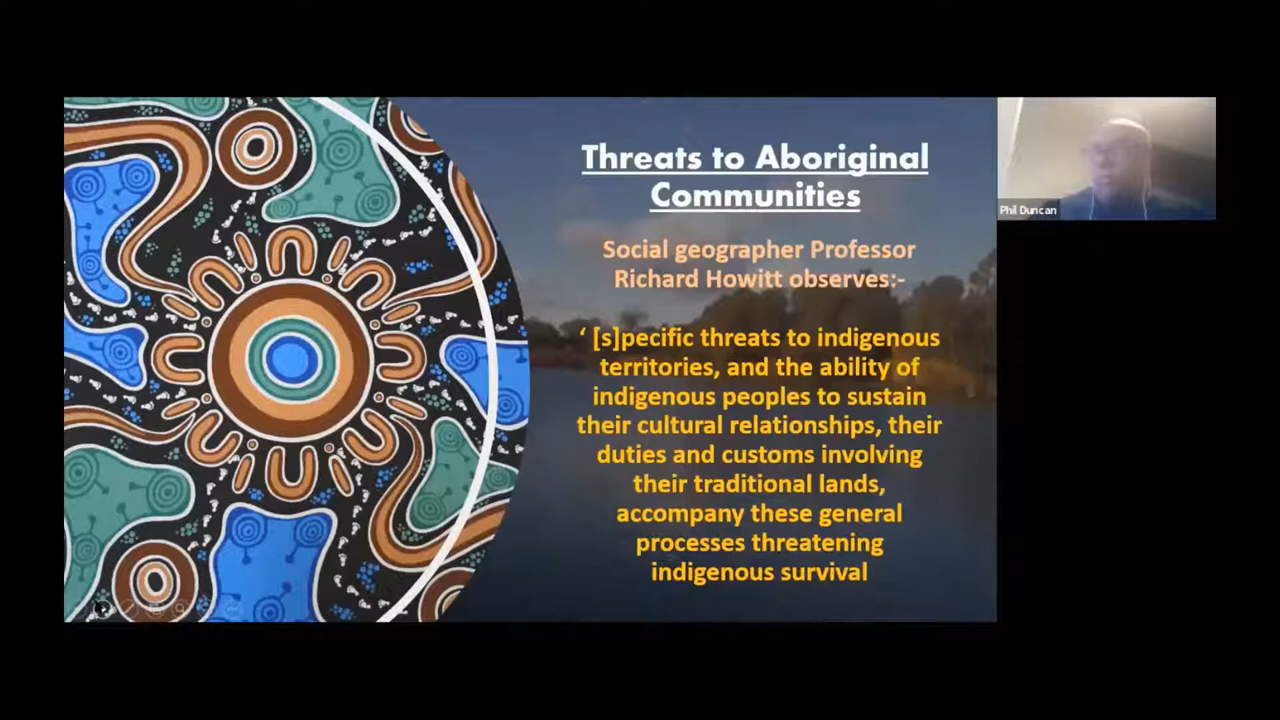 Threats to Aboriginal
Communities
Social geographer Professor
Richard Howitt observes:-
‘ [s]pecific threats to indigenous
territories, and the ability of
indigenous peoples to sustain
their cultural relationships, their
duties and customs involving
their traditional lands,
accompany these general
processes threatening
indigenous survival
Phil Duncan